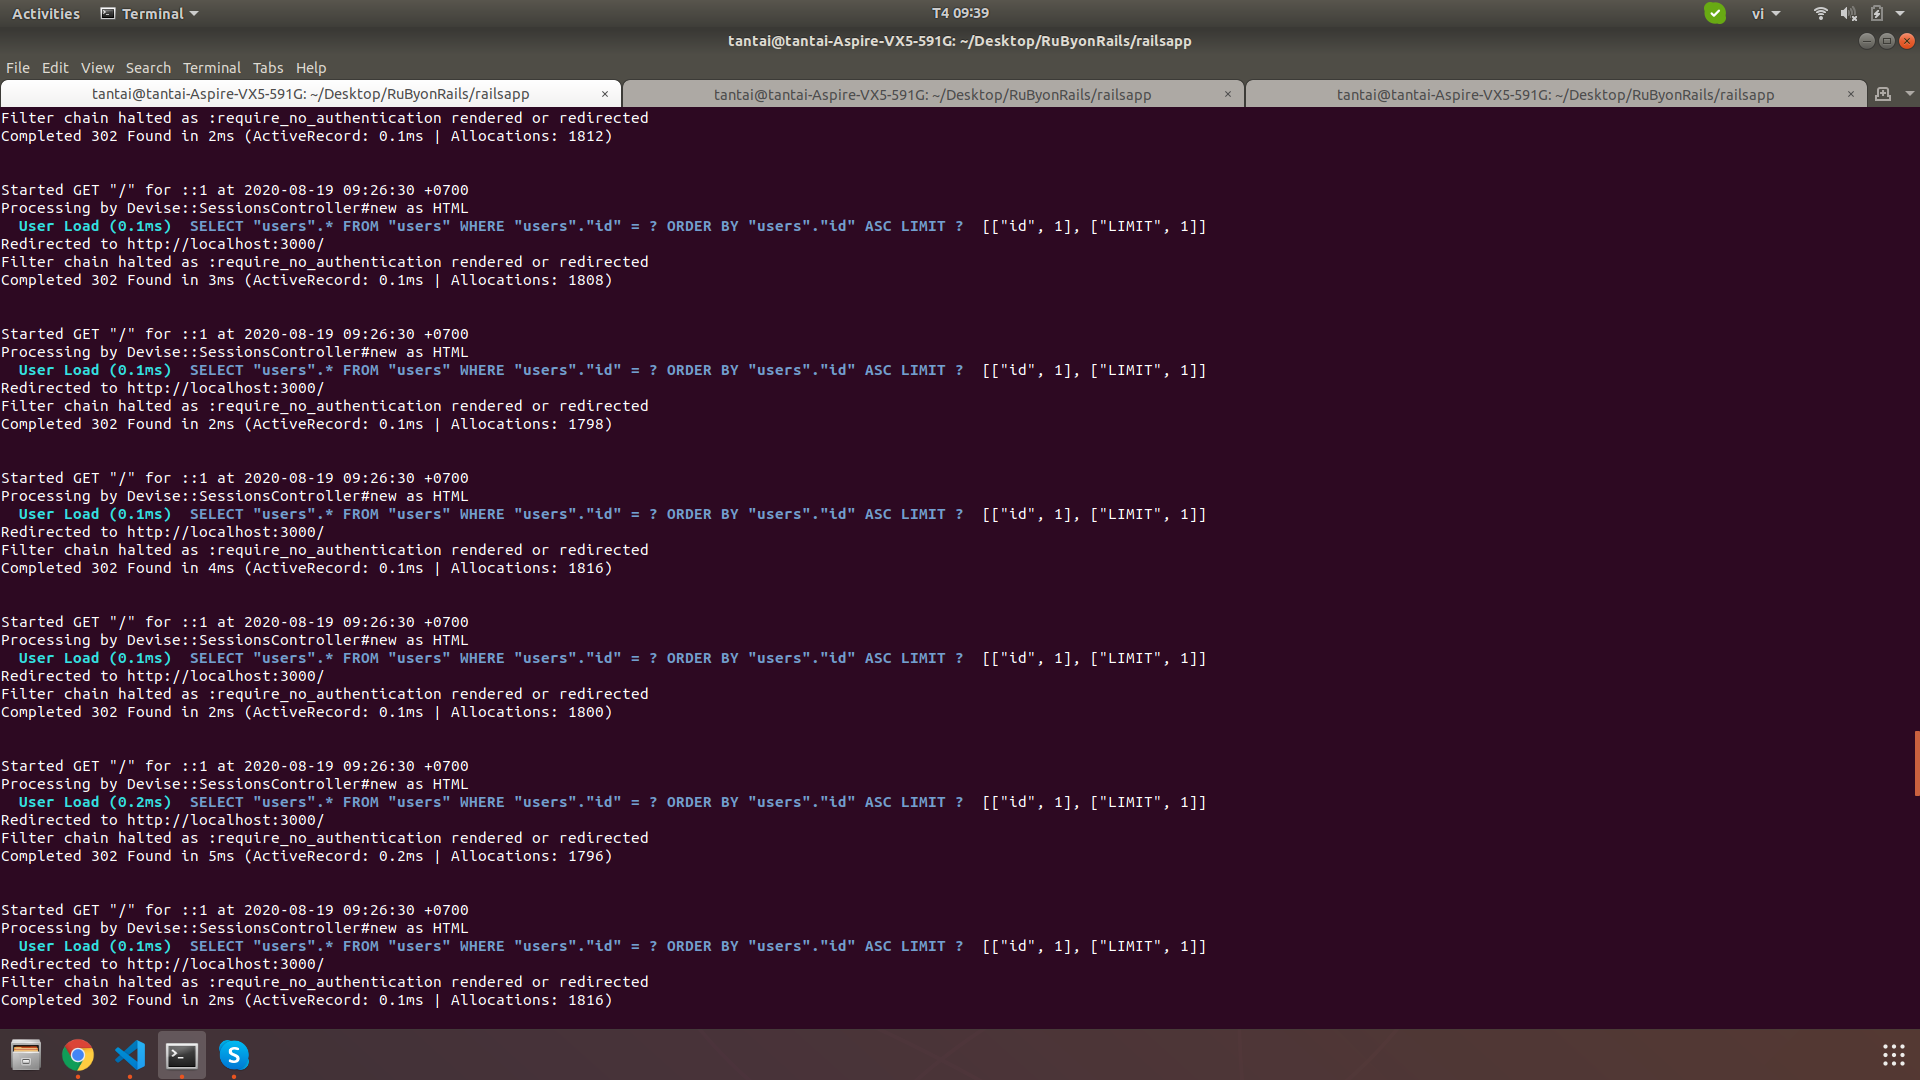 Activities Terminal T4 09:39 vi
tantai@tantai-Aspire-VX5-591G: ~/Desktop/RuByonRails/railsapp
File Edit View Search Terminal Tabs Help
tantai@tantai-Aspire-VX5-591G: ~/Desktop/RuByonRails/railsapp × tantai@tantai-Aspire-VX5-591G: ~/Desktop/RuByonRails/railsapp × tantai@tantai-Aspire-VX5-591G: ~/Desktop/RuByonRails/railsapp ×
Filter chain halted as :require_no_authentication rendered or redirected
Completed 302 Found in 2ms (ActiveRecord: 0.1ms | Allocations: 1812)
Started GET "/" for ::1 at 2020-08-19 09:26:30 +0700
Processing by Devise::SessionsController#new as HTML
User Load (0.1ms) SELECT "users".* FROM "users" WHERE "users"."id" = ? ORDER BY "users"."id" ASC LIMIT ? [["id", 1], ["LIMIT", 1]]
Redirected to http://localhost:3000/
Filter chain halted as :require_no_authentication rendered or redirected
Completed 302 Found in 3ms (ActiveRecord: 0.1ms | Allocations: 1808)
Started GET "/" for ::1 at 2020-08-19 09:26:30 +0700
Processing by Devise::SessionsController#new as HTML
User Load (0.1ms) SELECT "users".* FROM "users" WHERE "users"."id" = ? ORDER BY "users"."id" ASC LIMIT ? [["id", 1], ["LIMIT", 1]]
Redirected to http://localhost:3000/
Filter chain halted as :require_no_authentication rendered or redirected
Completed 302 Found in 2ms (ActiveRecord: 0.1ms | Allocations: 1798)
Started GET "/" for ::1 at 2020-08-19 09:26:30 +0700
Processing by Devise::SessionsController#new as HTML
User Load (0.1ms) SELECT "users".* FROM "users" WHERE "users"."id" = ? ORDER BY "users"."id" ASC LIMIT ? [["id", 1], ["LIMIT", 1]]
Redirected to http://localhost:3000/
Filter chain halted as :require_no_authentication rendered or redirected
Completed 302 Found in 4ms (ActiveRecord: 0.1ms | Allocations: 1816)
Started GET "/" for ::1 at 2020-08-19 09:26:30 +0700
Processing by Devise::SessionsController#new as HTML
User Load (0.1ms) SELECT "users".* FROM "users" WHERE "users"."id" = ? ORDER BY "users"."id" ASC LIMIT ? [["id", 1], ["LIMIT", 1]]
Redirected to http://localhost:3000/
Filter chain halted as :require_no_authentication rendered or redirected
Completed 302 Found in 2ms (ActiveRecord: 0.1ms | Allocations: 1800)
Started GET "/" for ::1 at 2020-08-19 09:26:30 +0700
Processing by Devise::SessionsController#new as HTML
User Load (0.2ms) SELECT "users".* FROM "users" WHERE "users"."id" = ? ORDER BY "users"."id" ASC LIMIT ? [["id", 1], ["LIMIT", 1]]
Redirected to http://localhost:3000/
Filter chain halted as :require_no_authentication rendered or redirected
Completed 302 Found in 5ms (ActiveRecord: 0.2ms | Allocations: 1796)
Started GET "/" for ::1 at 2020-08-19 09:26:30 +0700
Processing by Devise::SessionsController#new as HTML
User Load (0.1ms) SELECT "users".* FROM "users" WHERE "users"."id" = ? ORDER BY "users"."id" ASC LIMIT ? [["id", 1], ["LIMIT", 1]]
Redirected to http://localhost:3000/
Filter chain halted as :require_no_authentication rendered or redirected
Completed 302 Found in 2ms (ActiveRecord: 0.1ms | Allocations: 1816)